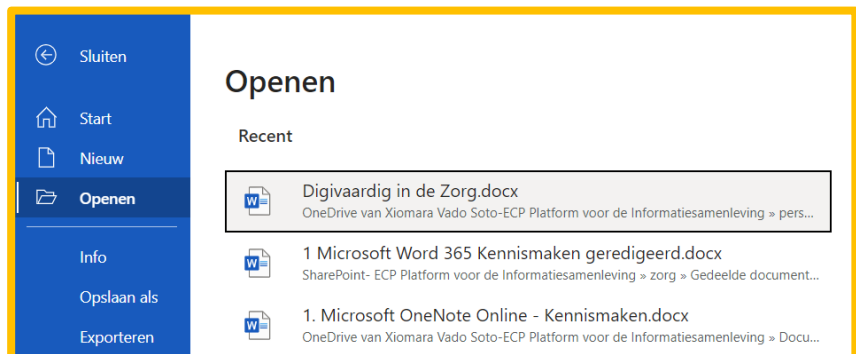 Sluiten
Start
Nieuw
Openen
Info
Opslaan als
Exporteren
Openen
Recent
Digivaardig in de Zorg.docx
OneDrive van Xiomara Vado Soto-ECP Platform voor de Informatiesamenleving » pers...
1 Microsoft Word 365 Kennismaken geredigeerd.docx
SharePoint- ECP Platform voor de Informatiesamenleving » zorg » Gedeelde document...
1. Microsoft OneNote Online - Kennismaken.docx
OneDrive van Xiomara Vado Soto-ECP Platform voor de Informatiesamenleving » Docu...